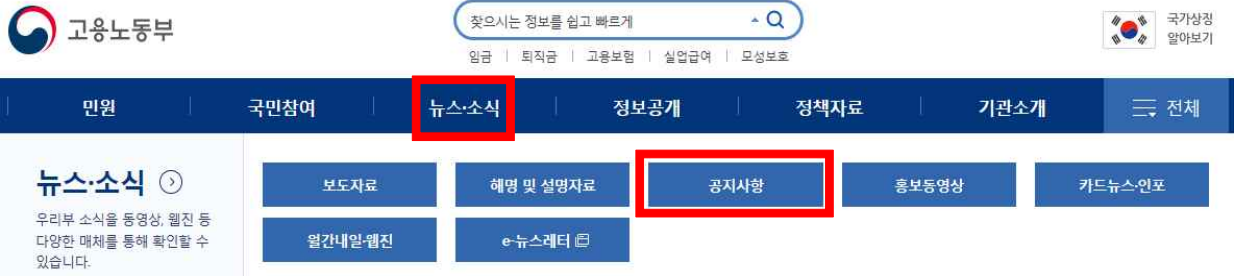 고용노동부
찾으시는 정보를 쉽고 빠르게
임금 | 퇴직금 | 고용보험 | 실업급여 | 모성보호
국가상징
알아보기
민원 국민참여 뉴스·소식 정보공개 정책자료 기관소개 전체
뉴스·소식
우리부 소식을 동영상, 웹진 등
다양한 매체를 통해 확인할 수
있습니다.
보도자료 해명 및 설명자료 공지사항 홍보동영상 카드뉴스·인포
월간내일·웹진 e-뉴스레터